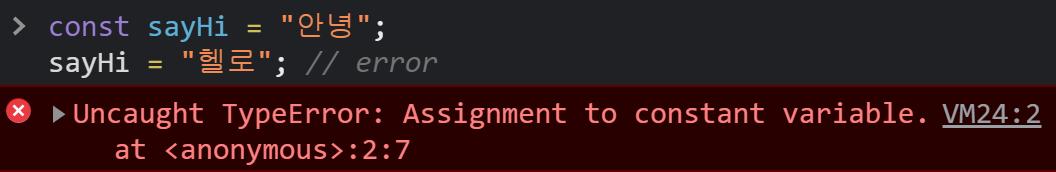 > const sayHi = "안녕";
sayHi = "헬로"; // error
Uncaught TypeError: Assignment to constant variable. VM24:2
at <anonymous>:2:7